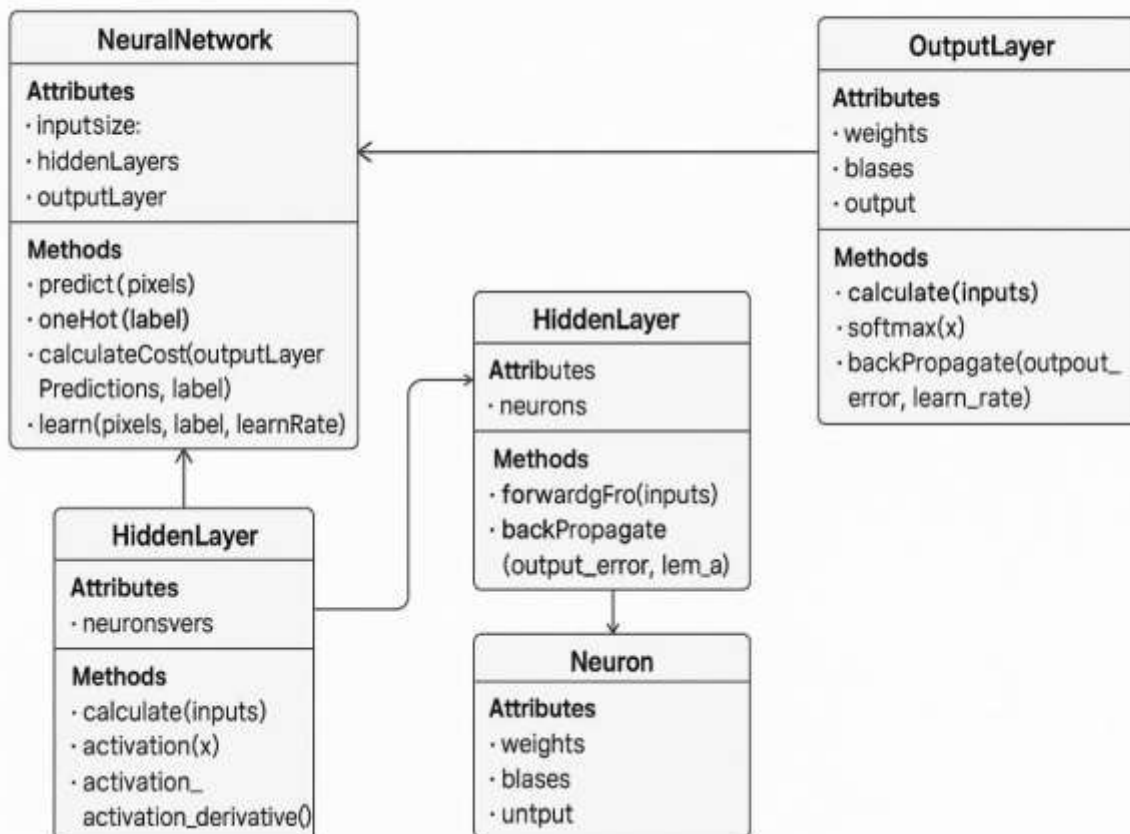 NeuralNetwork
Attributes
· inputsize:
· hiddenLayers
· outputLayer
Methods
· predict(pixels)
· oneHot(label)
· calculateCost(outputLayer
Predictions, label)
· learn(pixels, label, learnRate)
OutputLayer
Attributes
· weights
· blases
· output
Methods
· calculate(inputs)
· softmax(x)
· backPropagate(outpout_
error, learn_rate)
HiddenLayer
Attributes
· neurons
Methods
· forwardgFro(inputs)
· backPropagate
(output_error, lem_a)
HiddenLayer
Attributes
· neuronsvers
Methods
· calculate(inputs)
· activation(x)
· activation_
activation_derivative()
Neuron
Attributes
· weights
· blases
· untput